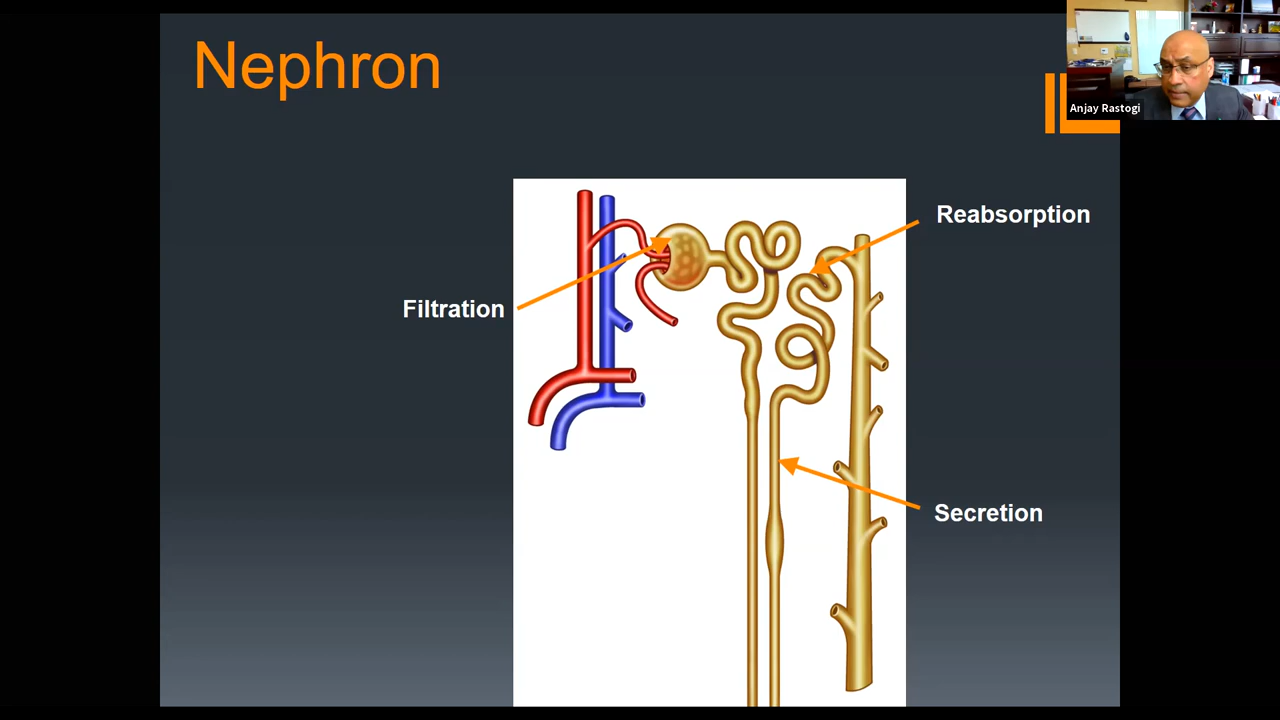 Nephron
Anjay Rastogi
Reabsorption
Filtration
Secretion